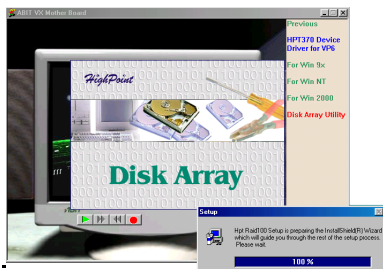 ABIT VX Mather Board
Previous
HPT370 Device
Driver for VP6
For Win 9x
For Win NT
For Win 2000
Disk Array Utility
HighPoint
Disk Array
Setup
Hpt Raid100 Setup is preparing the InstallShield(R) Wizard
which will guide you through the rest of the setup process.
Please wait.
100 %